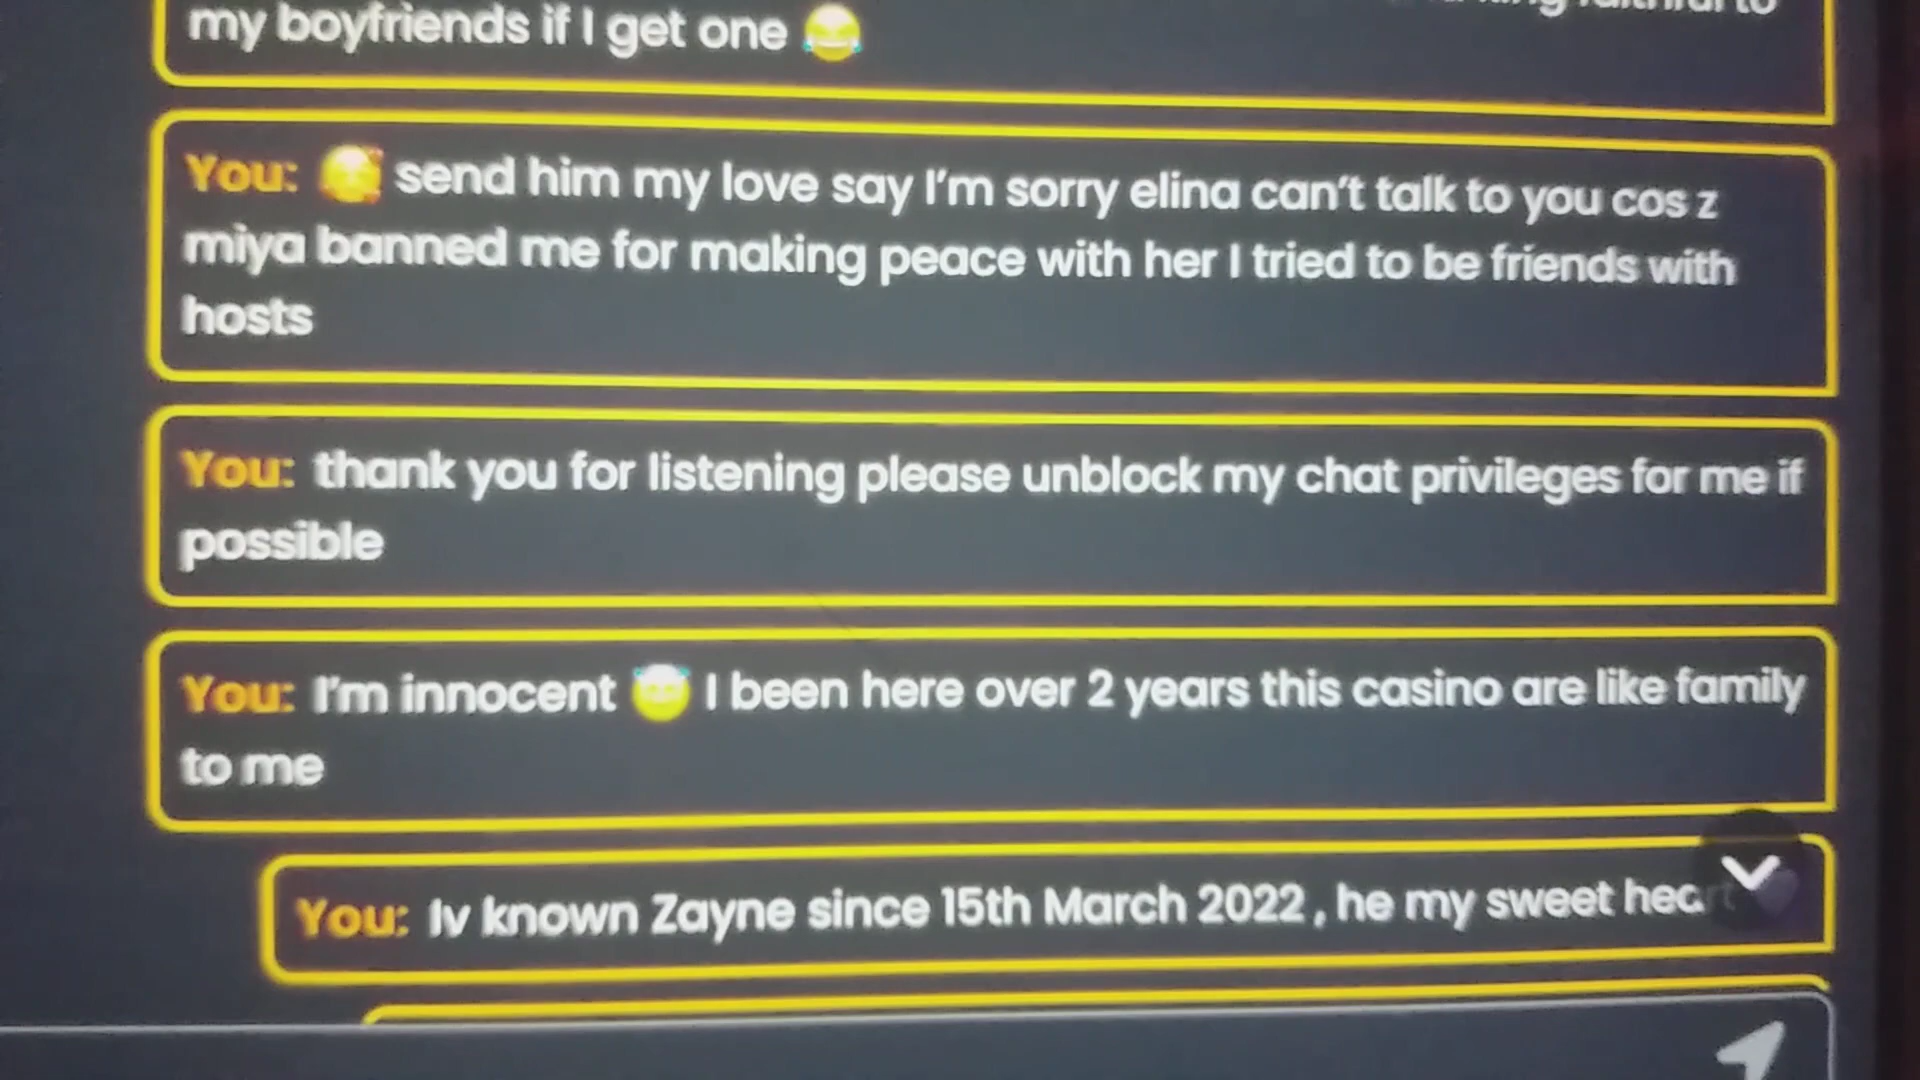 faithful to
my boyfriends if I get one 😂
You: 🥰 send him my love say I'm sorry elina can't talk to you cos z
miya banned me for making peace with her I tried to be friends with
hosts
You: thank you for listening please unblock my chat privileges for me if
possible
You: I'm innocent 😇 I been here over 2 years this casino are like family
to me
You: Iv known Zayne since 15th March 2022 , he my sweet heart